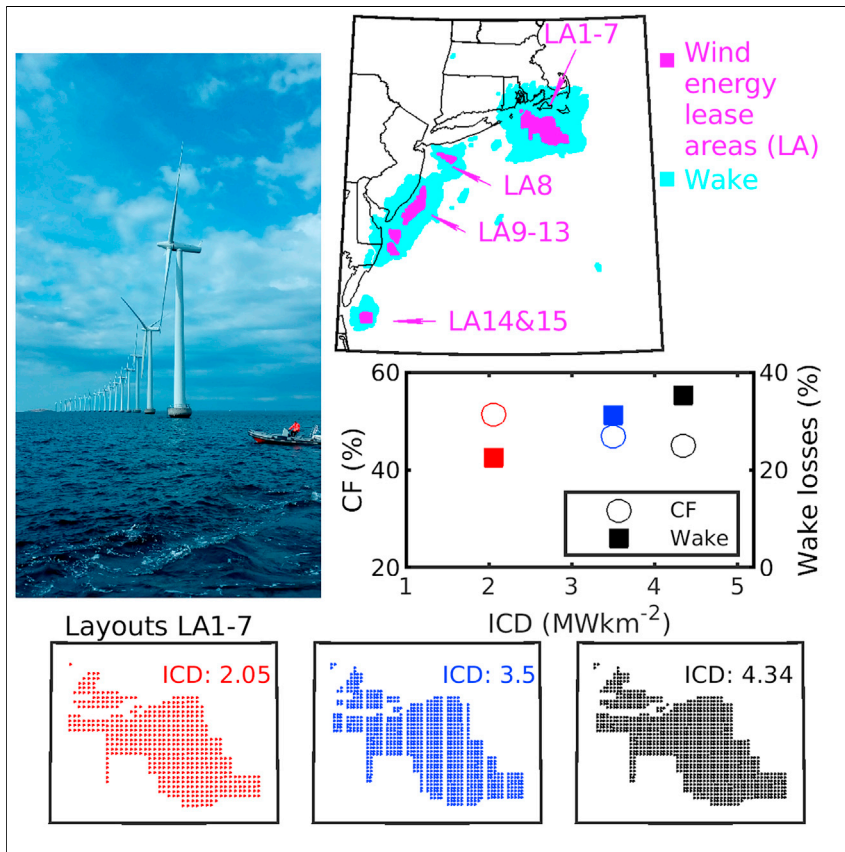 LA1-7
Wind
energy
lease
areas (LA)
Wake
LA8
LA9-13
LA14&15
60
40
20
CF (%)
40
20
0
Wake losses (%)
CF
Wake
1
2
3
4
5
ICD (MWkm⁻²)
Layouts LA1-7
ICD: 2.05
ICD: 3.5
ICD: 4.34